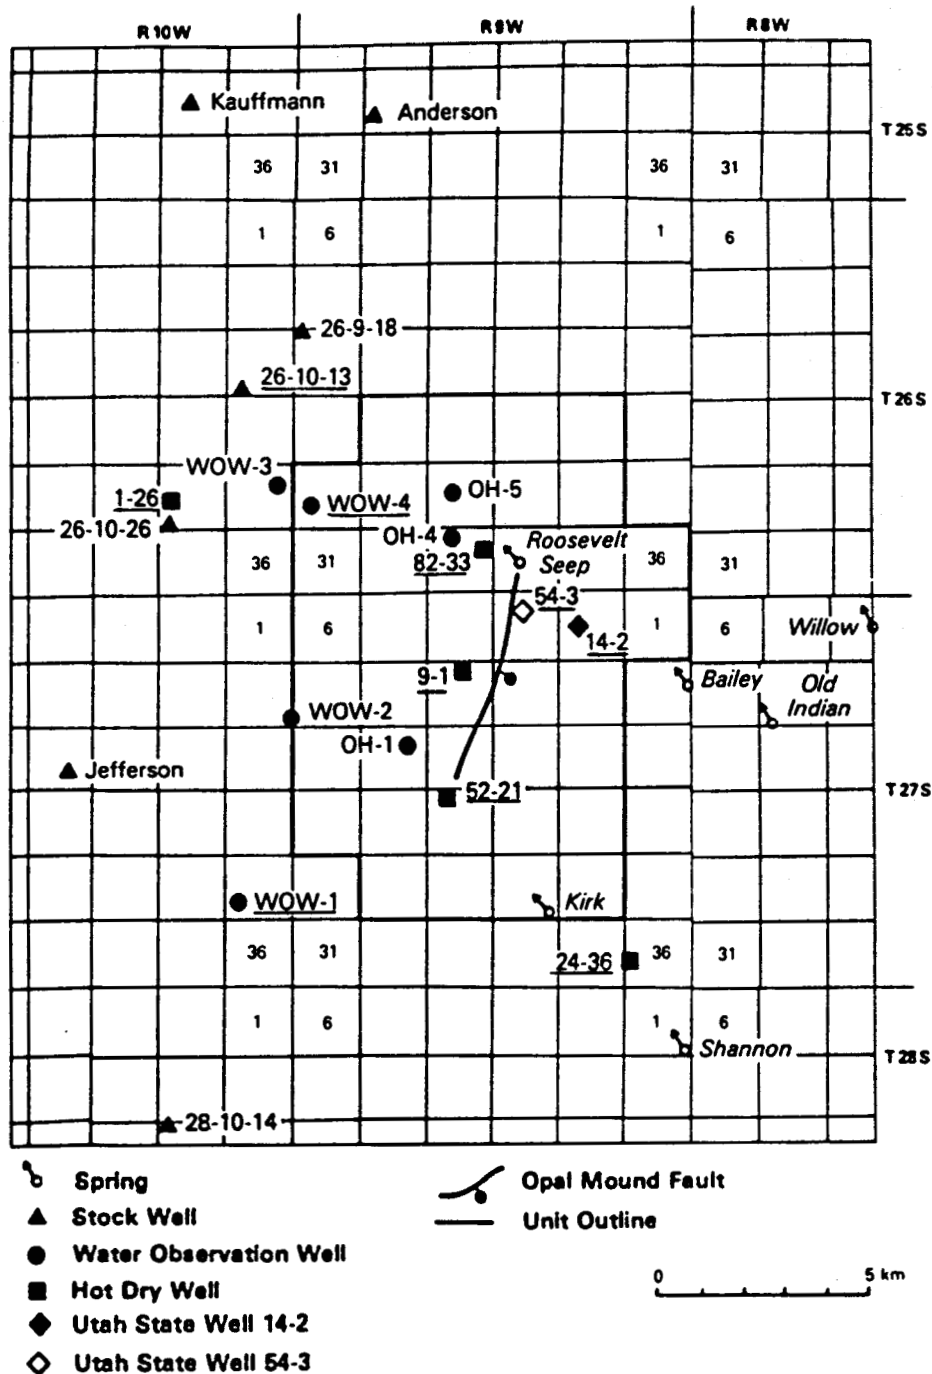 R10W R9W R8W
Kauffmann
Anderson
T25S
36 31 36 31
1 6 1 6
26-9-18
26-10-13
T26S
WOW-3
1-26 WOW-4 OH-5
26-10-26 OH-4 Roosevelt
36 31 82-33 Seep 36 31
54-3
1 6 14-2 1 6 Willow
9-1 Bailey Old
WOW-2 Indian
OH-1
Jefferson
52-21 T27S
WOW-1 Kirk
36 31 24-36 36 31
1 6 1 6
Shannon T28S
28-10-14
Spring
Stock Well
Water Observation Well
Hot Dry Well
Utah State Well 14-2
Utah State Well 54-3
Opal Mound Fault
Unit Outline
0 5 km